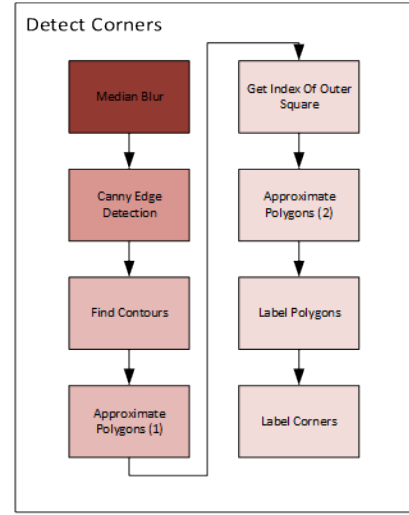 Detect Corners
Median Blur
Canny Edge
Detection
Find Contours
Approximate
Polygons (1)
Get Index Of Outer
Square
Approximate
Polygons (2)
Label Polygons
Label Corners